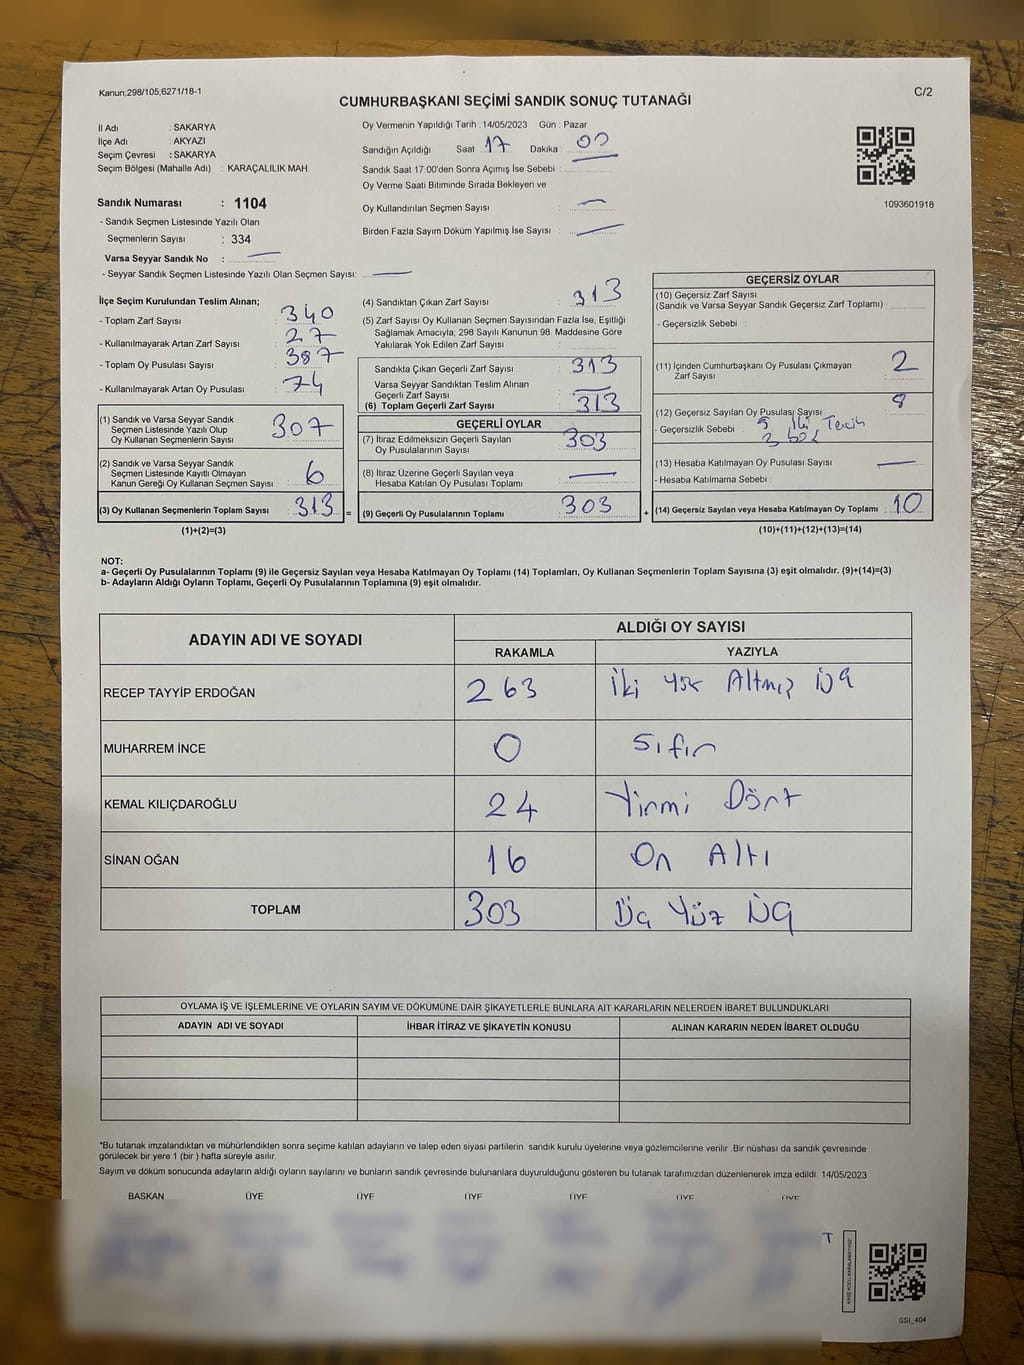 Kanun,298/105,6271/18-1
C/2
CUMHURBAŞKANI SEÇİMİ SANDIK SONUÇ TUTANAĞI
İl Adı : SAKARYA
İlçe Adı : AKYAZI
Seçim Çevresi : SAKARYA
Seçim Bölgesi (Mahalle Adı) : KARAÇALILIK MAH
Oy Vermenin Yapıldığı Tarih : 14/05/2023 Gün : Pazar
Sandığın Açıldığı Saat 17 Dakika : 00
Sandık Saat 17.00'den Sonra Açımış İse Sebebi :
Oy Verme Saati Bitiminde Sırada Bekleyen ve
Oy Kullandırılan Seçmen Sayısı : —
Birden Fazla Sayım Döküm Yapılmış İse Sayısı : —
1093601918
Sandık Numarası : 1104
- Sandık Seçmen Listesinde Yazılı Olan
Seçmenlerin Sayısı : 334
Varsa Seyyar Sandık No : —
- Seyyar Sandık Seçmen Listesinde Yazılı Olan Seçmen Sayısı: —
İlçe Seçim Kurulundan Teslim Alınan;
- Toplam Zarf Sayısı : 340
- Kullanılmayarak Artan Zarf Sayısı : 27
- Toplam Oy Pusulası Sayısı : 387
- Kullanılmayarak Artan Oy Pusulası : 74
(1) Sandık ve Varsa Seyyar Sandık
Seçmen Listesinde Yazılı Olup
Oy Kullanan Seçmenlerin Sayısı : 307
(2) Sandık ve Varsa Seyyar Sandık
Seçmen Listesinde Kayıtlı Olmayan
Kanun Gereği Oy Kullanan Seçmen Sayısı : 6
(3) Oy Kullanan Seçmenlerin Toplam Sayısı : 313 =
(1)+(2)=(3)
(4) Sandıktan Çıkan Zarf Sayısı : 313
(5) Zarf Sayısı Oy Kullanan Seçmen Sayısından Fazla İse, Eşitliği
Sağlamak Amacıyla, 298 Sayılı Kanunun 98. Maddesine Göre
Yakılarak Yok Edilen Zarf Sayısı :
Sandıkta Çıkan Geçerli Zarf Sayısı : 313
Varsa Seyyar Sandıktan Teslim Alınan
Geçerli Zarf Sayısı : —
(6) Toplam Geçerli Zarf Sayısı : 313
GEÇERLİ OYLAR
(7) İtiraz Edilmeksizin Geçerli Sayılan
Oy Pusulalarının Sayısı : 303
(8) İtiraz Üzerine Geçerli Sayılan veya
Hesaba Katılan Oy Pusulası Toplamı : —
(9) Geçerli Oy Pusulalarının Toplamı : 303 +
GEÇERSİZ OYLAR
(10) Geçersiz Zarf Sayısı
(Sandık ve Varsa Seyyar Sandık Geçersiz Zarf Toplamı) :
- Geçersizlik Sebebi :
(11) İçinden Cumhurbaşkanı Oy Pusulası Çıkmayan
Zarf Sayısı : 2
(12) Geçersiz Sayılan Oy Pusulası Sayısı : 8
- Geçersizlik Sebebi : 5 İki Tercih
3
(13) Hesaba Katılmayan Oy Pusulası Sayısı : —
- Hesaba Katılmama Sebebi :
(14) Geçersiz Sayılan veya Hesaba Katılmayan Oy Toplamı : 10
(10)+(11)+(12)+(13)=(14)
NOT:
a- Geçerli Oy Pusulalarının Toplamı (9) ile Geçersiz Sayılan veya Hesaba Katılmayan Oy Toplamı (14) Toplamları, Oy Kullanan Seçmenlerin Toplam Sayısına (3) eşit olmalıdır. (9)+(14)=(3)
b- Adayların Aldığı Oyların Toplamı, Geçerli Oy Pusulalarının Toplamına (9) eşit olmalıdır.
ADAYIN ADI VE SOYADI
ALDIĞI OY SAYISI
RAKAMLA YAZIYLA
RECEP TAYYİP ERDOĞAN 263 İki Yüz Altmış Üç
MUHARREM İNCE 0 Sıfır
KEMAL KILIÇDAROĞLU 24 Yirmi Dört
SİNAN OĞAN 16 On Altı
TOPLAM 303 Üç Yüz Üç
OYLAMA İŞ VE İŞLEMLERİNE VE OYLARIN SAYIM VE DÖKÜMÜNE DAİR ŞİKAYETLERLE BUNLARA AİT KARARLARIN NELERDEN İBARET BULUNDUKLARI
ADAYIN ADI VE SOYADI İHBAR İTİRAZ VE ŞİKAYETİN KONUSU ALINAN KARARIN NEDEN İBARET OLDUĞU
*Bu tutanak imzalandıktan ve mühürlendikten sonra seçime katılan adayların ve talep eden siyasi partilerin sandık kurulu üyelerine veya gözlemcilerine verilir. Bir nüshası da sandık çevresinde
görülecek bir yere 1 (bir ) hafta süreyle asılır.
Sayım ve döküm sonucunda adayların aldığı oyların sayılarını ve bunların sandık çevresinde bulunanlara duyurulduğunu gösteren bu tutanak tarafımızdan düzenlenerek imza edildi. 14/05/2023
BAŞKAN ÜYE ÜYE ÜYE ÜYE ÜYE ÜYE
T
SSI_404